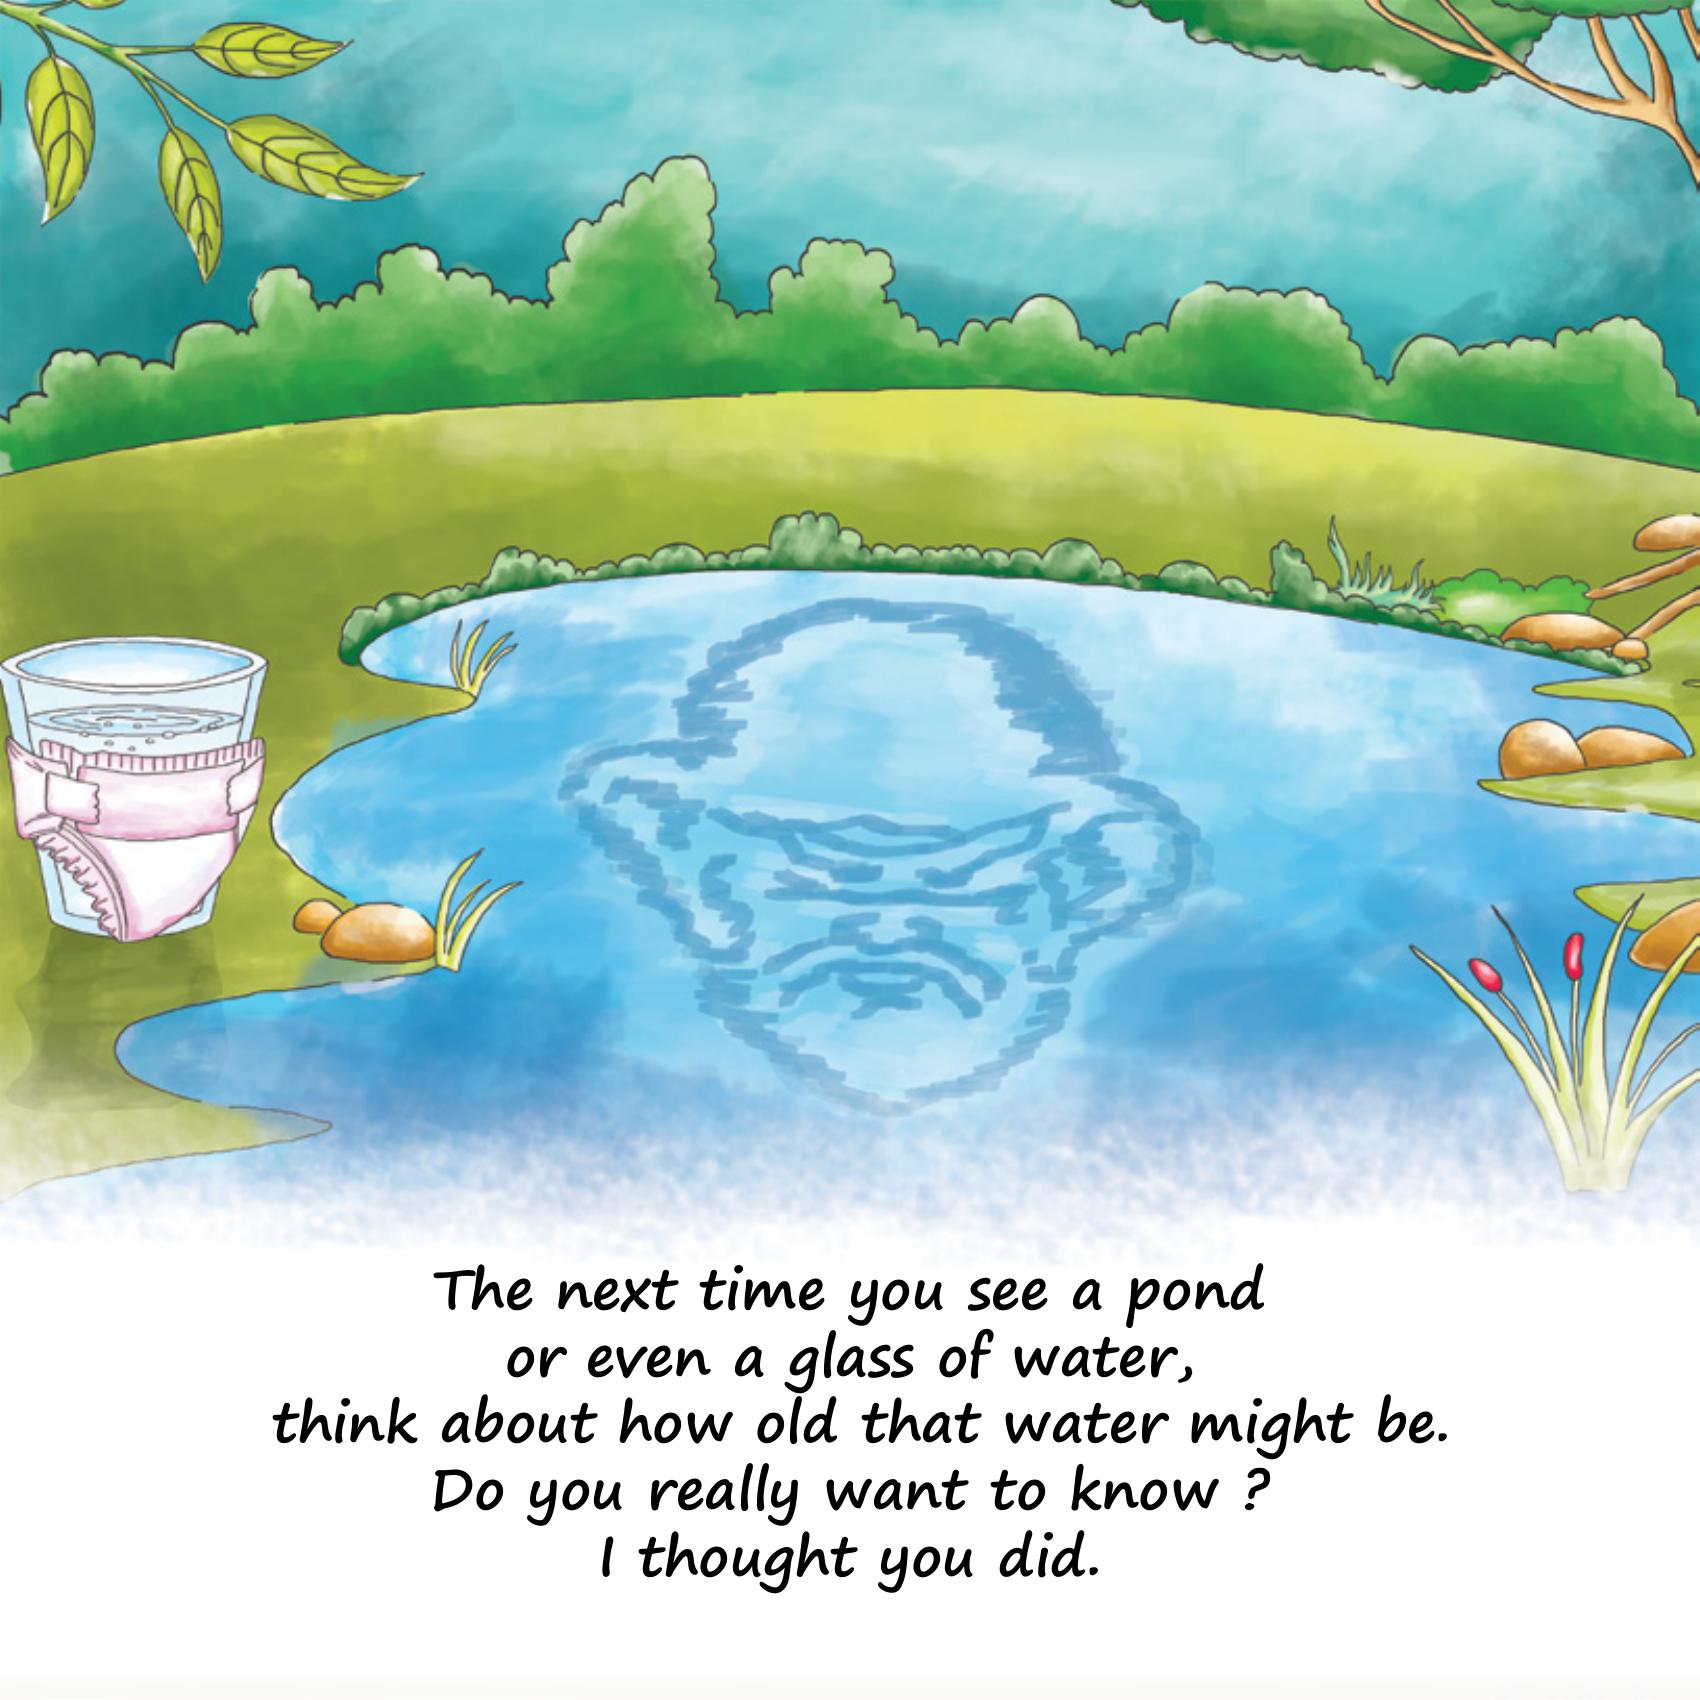 The next time you see a pond
or even a glass of water,
think about how old that water might be.
Do you really want to know ?
I thought you did.